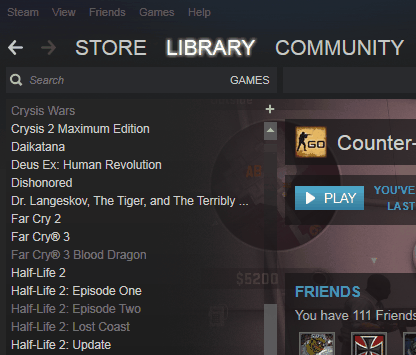 Steam View Friends Games Help
STORE LIBRARY COMMUNITY
Search GAMES
Crysis Wars
Crysis 2 Maximum Edition
Daikatana
Deus Ex: Human Revolution
Dishonored
Dr. Langeskov, The Tiger, and The Terribly ...
Far Cry 2
Far Cry® 3
Far Cry® 3 Blood Dragon
Half-Life 2
Half-Life 2: Episode One
Half-Life 2: Episode Two
Half-Life 2: Lost Coast
Half-Life 2: Update
GO
Counter-
PLAY
YOU'VE
LAST
$5200
FRIENDS
You have 111 Friends